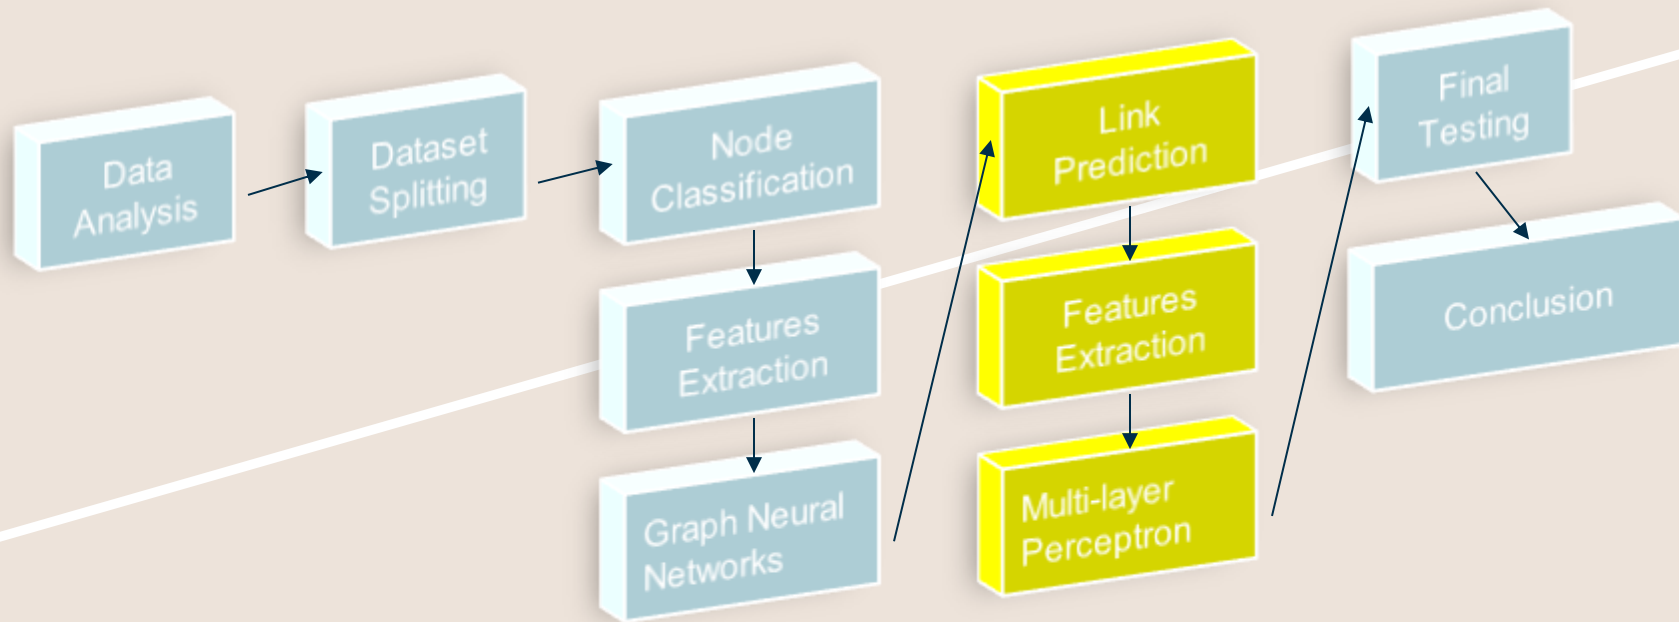 Data
Analysis
Dataset
Splitting
Node
Classification
Features
Extraction
Graph Neural
Networks
Link
Prediction
Features
Extraction
Multi-layer
Perceptron
Final
Testing
Conclusion